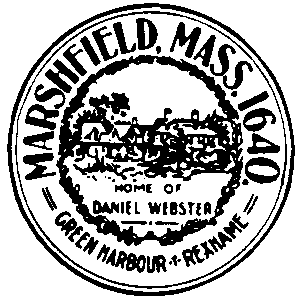 MARSHFIELD, MASS. 1640.
HOME OF
DANIEL WEBSTER
GREEN HARBOUR + REXHAME